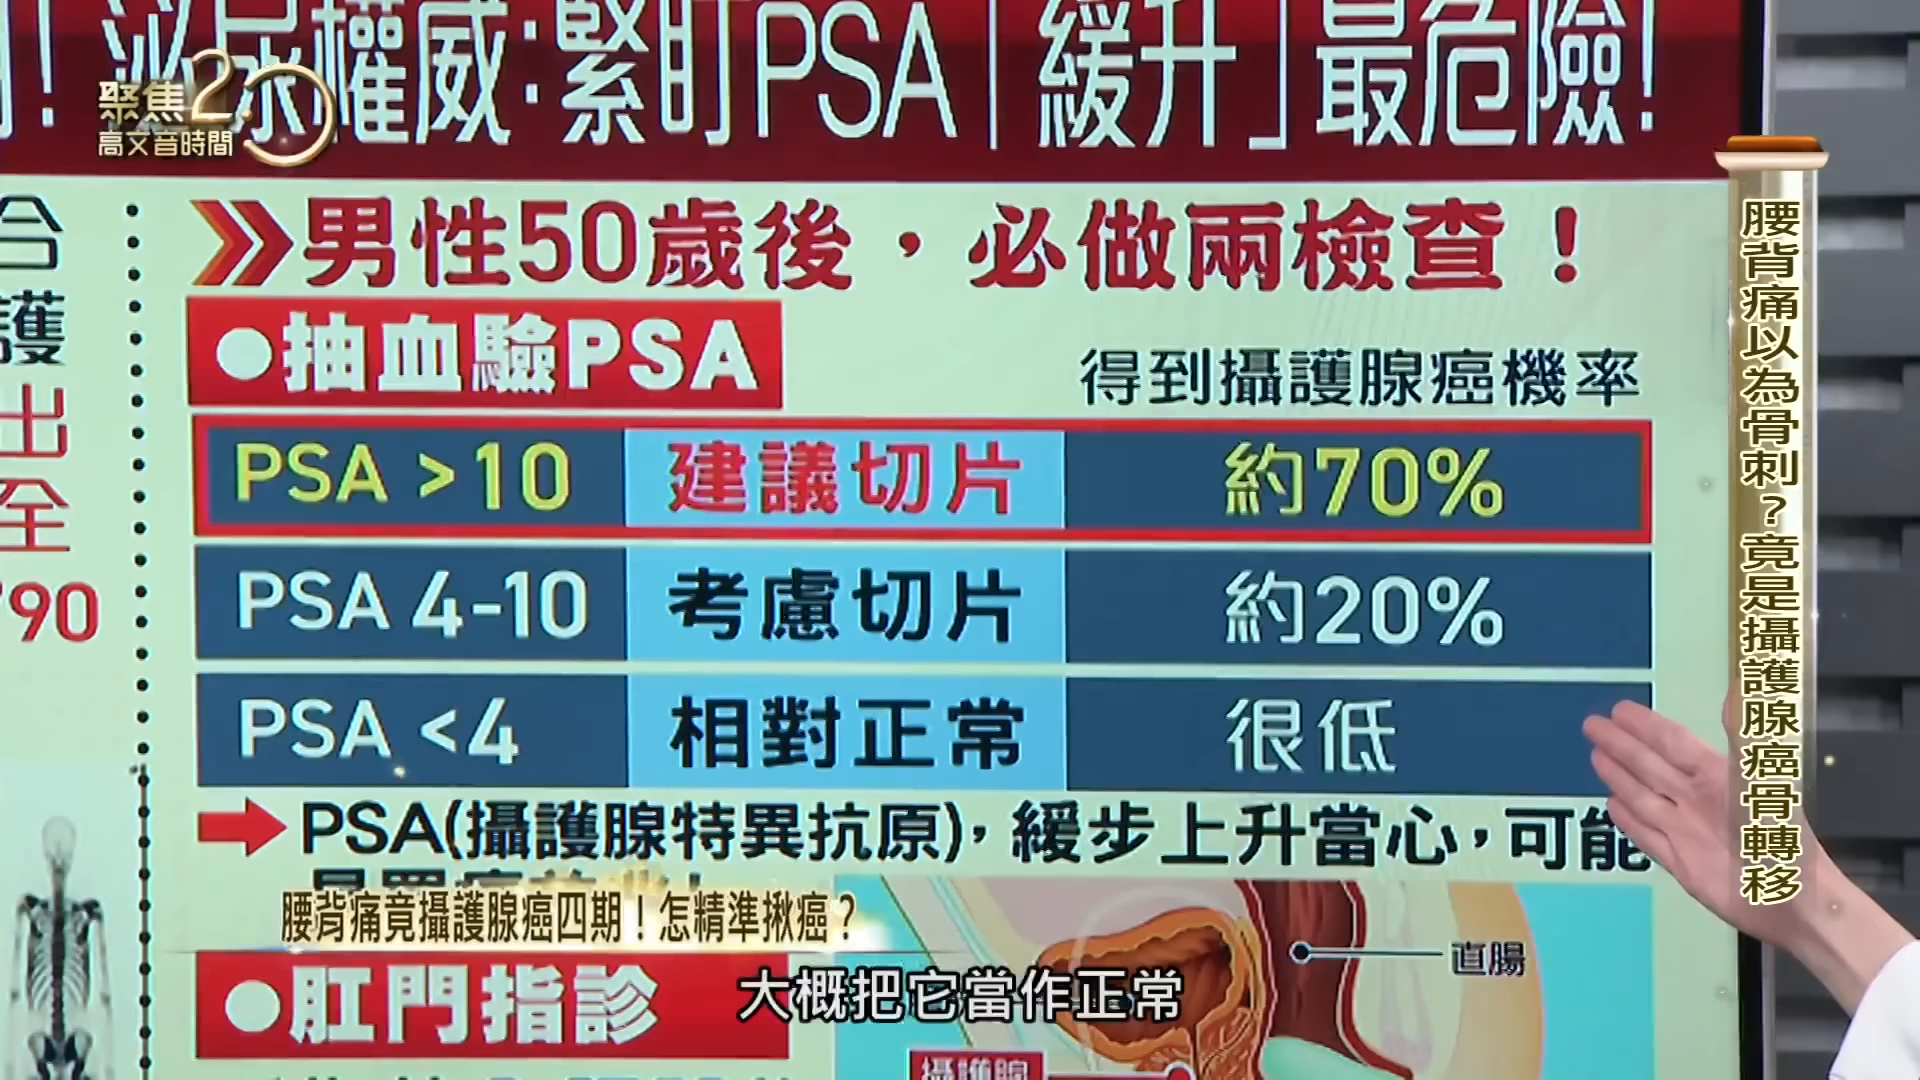 泌尿權威:緊盯PSA「緩升」最危險!
聚焦2.0
高文音時間
男性50歲後，必做兩檢查！
●抽血驗PSA
得到攝護腺癌機率
PSA >10 建議切片 約70%
PSA 4-10 考慮切片 約20%
PSA <4 相對正常 很低
PSA(攝護腺特異抗原)，緩步上升當心，可能
腰背痛竟攝護腺癌四期！怎精準揪癌？
●肛門指診
大概把它當作正常
直腸
攝護腺
合
護
出
全
90
腰背痛以為骨刺？竟是攝護腺癌骨轉移